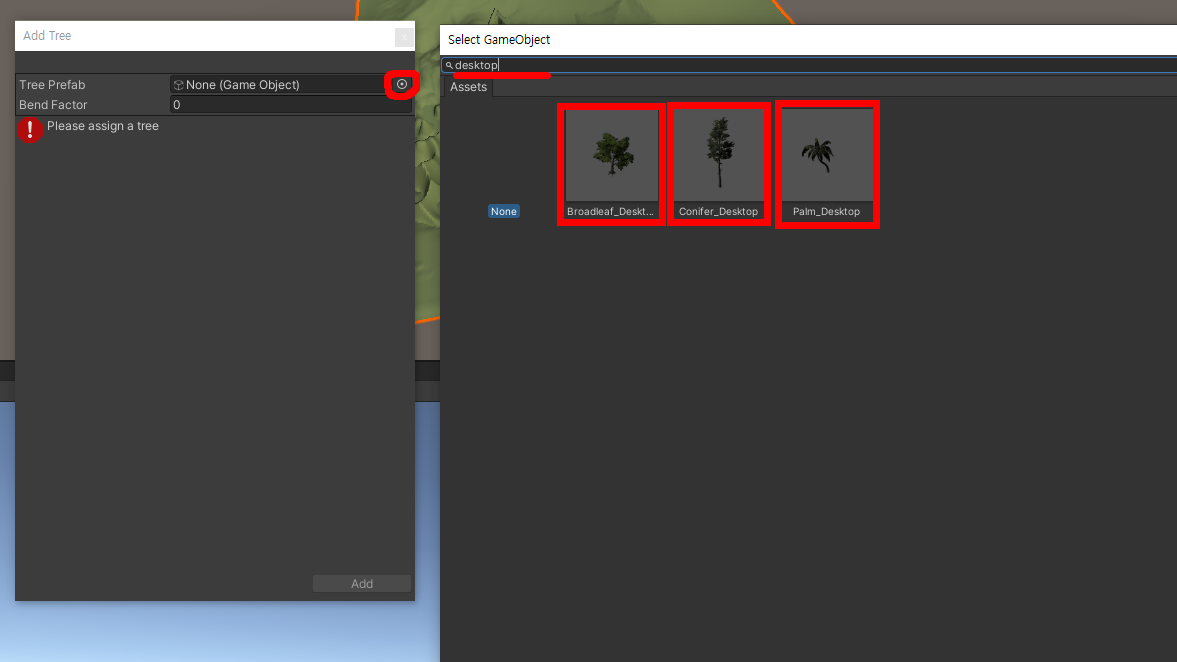 Add Tree
x
Tree Prefab
None (Game Object)
Bend Factor
0
Please assign a tree
Add
Select GameObject
desktop
Assets
None
Broadleaf_Deskt...
Conifer_Desktop
Palm_Desktop